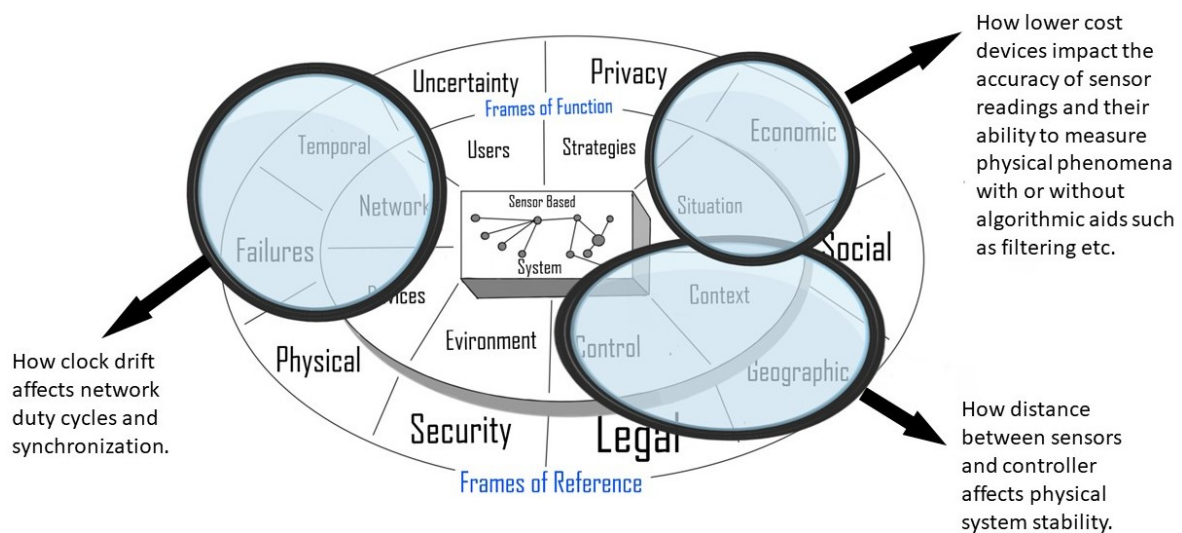 How lower cost
devices impact the
accuracy of sensor
readings and their
ability to measure
physical phenomena
with or without
algorithmic aids such
as filtering etc.
Uncertainty
Privacy
Frames of Function
Temporal
Users
Strategies
Economic
Network
Sensor Based
System
Situation
Failures
Social
Devices
Context
Evironment
Control
Physical
Geographic
Security
Legal
Frames of Reference
How clock drift
affects network
duty cycles and
synchronization.
How distance
between sensors
and controller
affects physical
system stability.